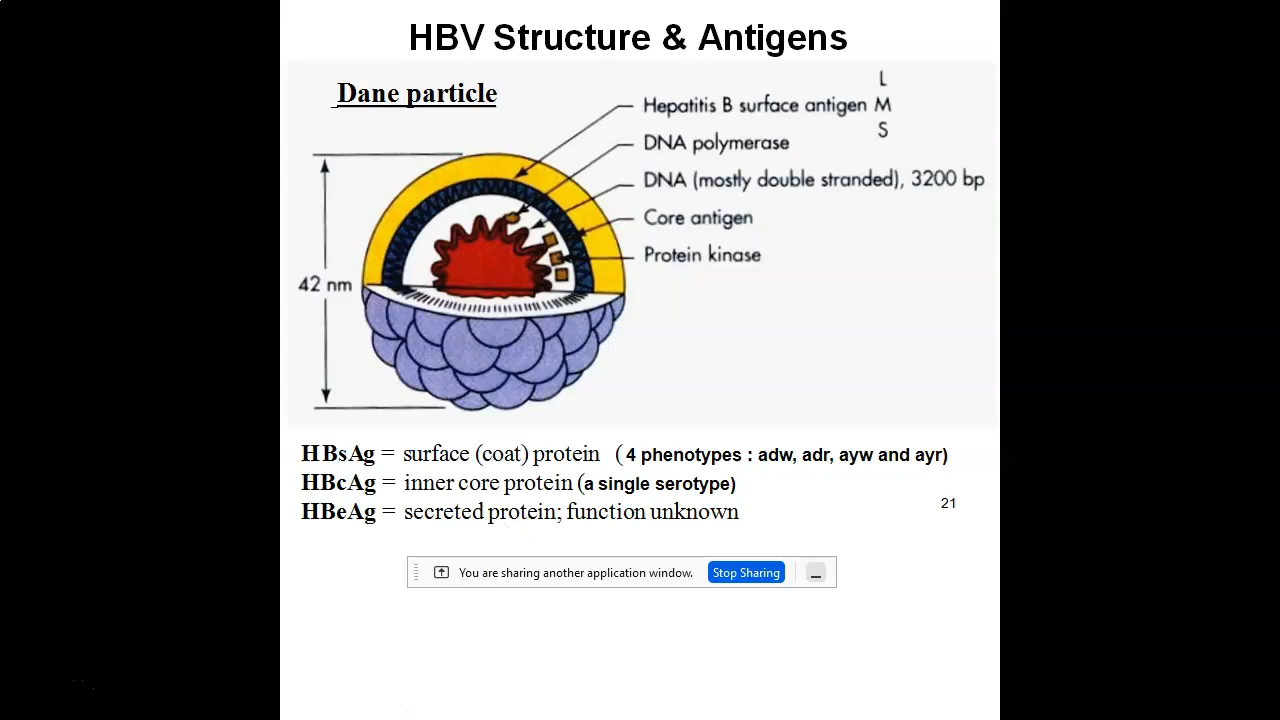 HBV Structure & Antigens
Dane particle
L
Hepatitis B surface antigen M
S
DNA polymerase
DNA (mostly double stranded), 3200 bp
Core antigen
Protein kinase
42 nm
HBsAg = surface (coat) protein ( 4 phenotypes : adw, adr, ayw and ayr)
HBcAg = inner core protein (a single serotype)
HBeAg = secreted protein; function unknown
21
You are sharing another application window. Stop Sharing